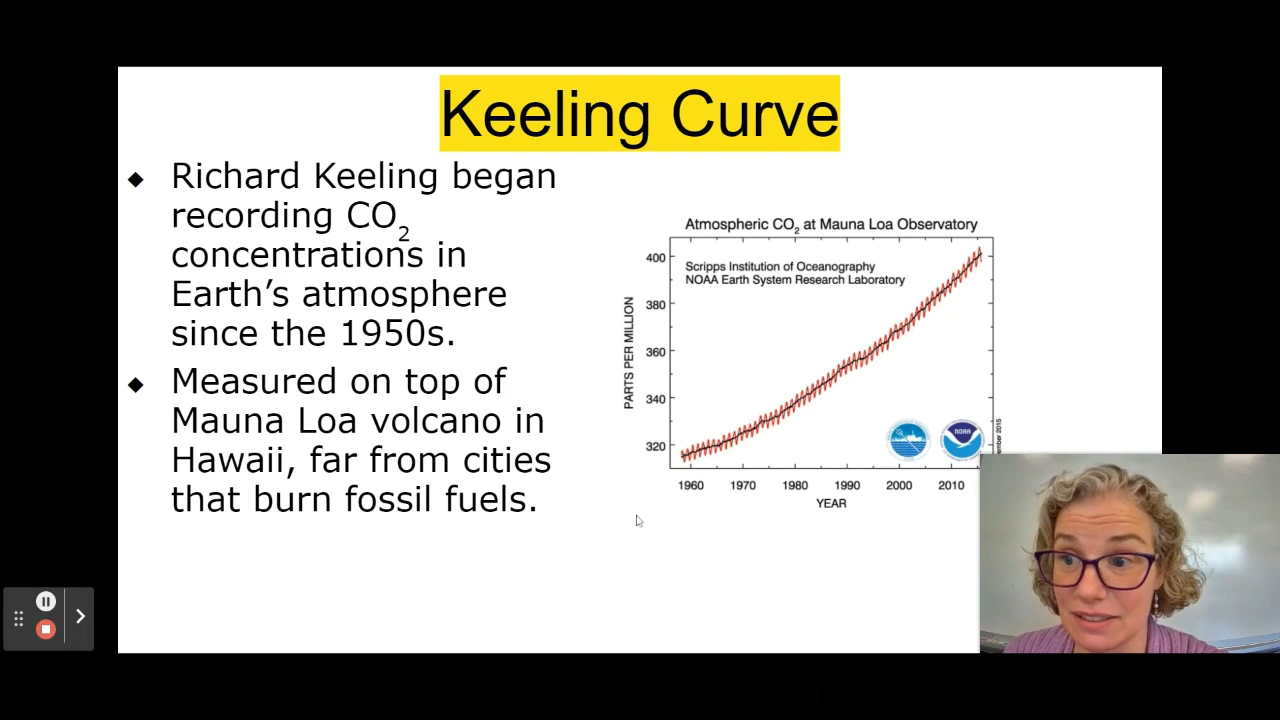 Keeling Curve
◆ Richard Keeling began
recording CO2
concentrations in
Earth’s atmosphere
since the 1950s.
◆ Measured on top of
Mauna Loa volcano in
Hawaii, far from cities
that burn fossil fuels.
Atmospheric CO2 at Mauna Loa Observatory
Scripps Institution of Oceanography
NOAA Earth System Research Laboratory
PARTS PER MILLION
400
380
360
340
320
1960 1970 1980 1990 2000 2010
YEAR
NOAA
2015